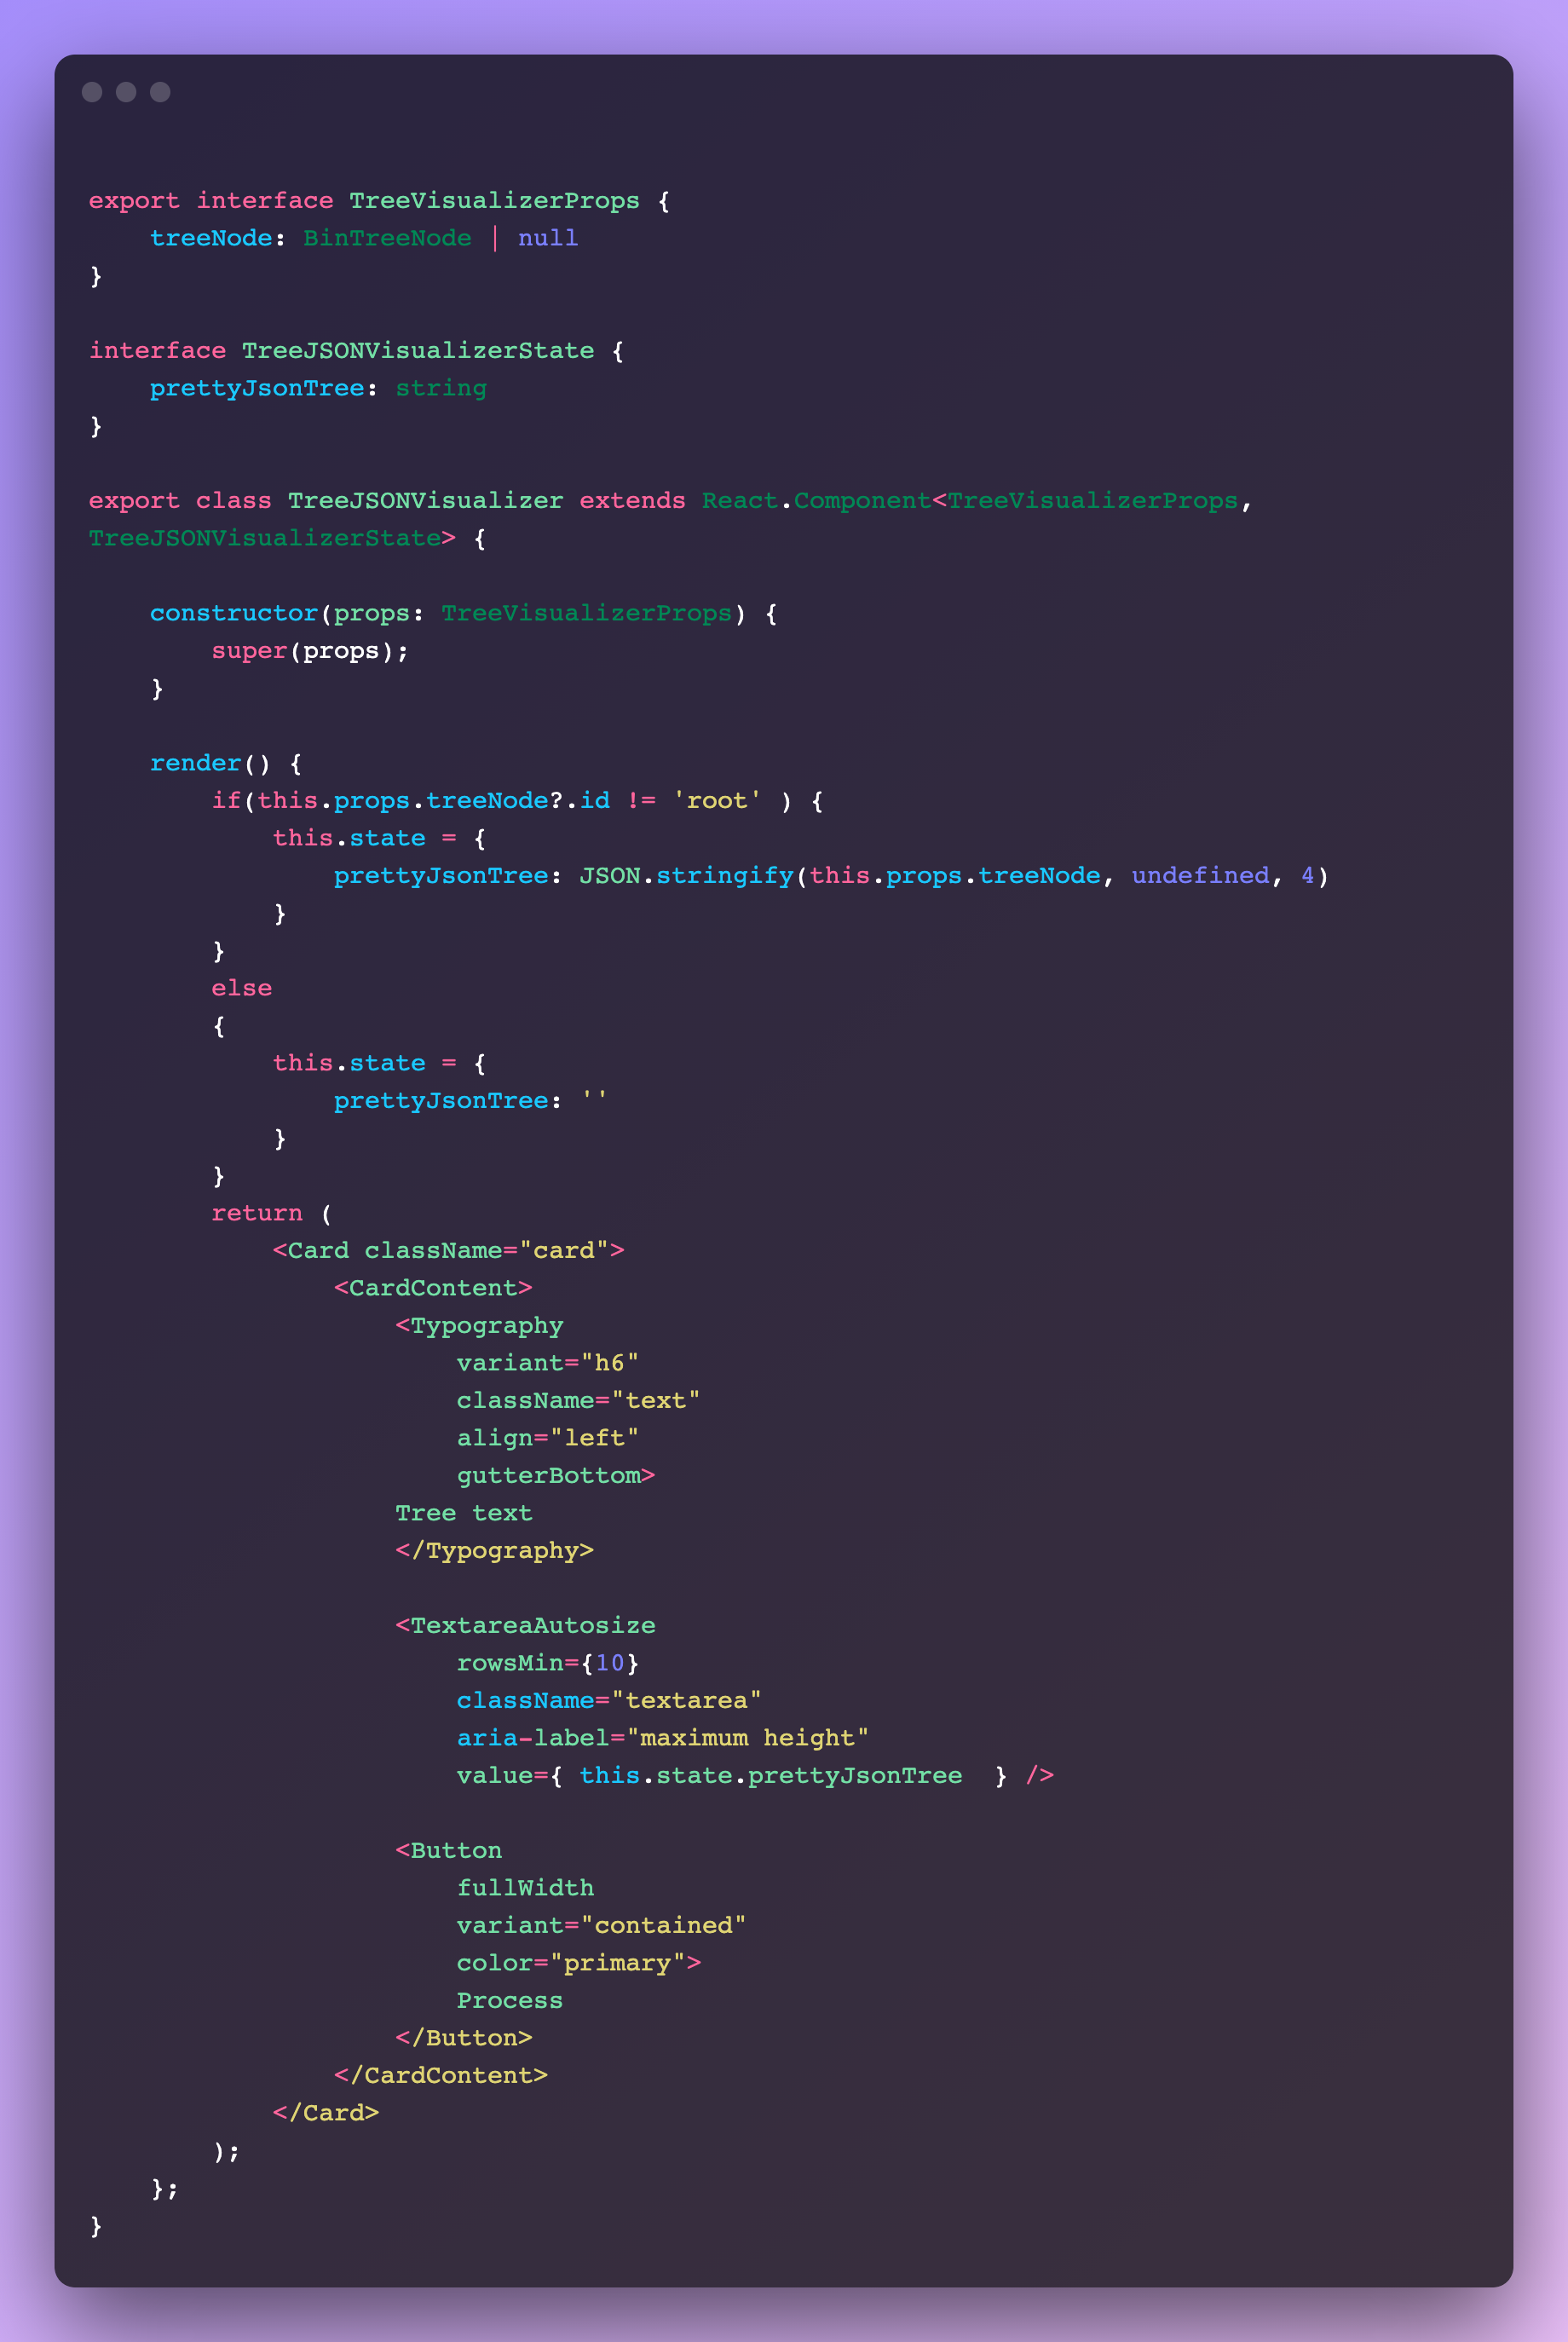 export interface TreeVisualizerProps {
    treeNode: BinTreeNode | null
}

interface TreeJSONVisualizerState {
    prettyJsonTree: string
}

export class TreeJSONVisualizer extends React.Component<TreeVisualizerProps,
TreeJSONVisualizerState> {

    constructor(props: TreeVisualizerProps) {
        super(props);
    }

    render() {
        if(this.props.treeNode?.id != 'root' ) {
            this.state = {
                prettyJsonTree: JSON.stringify(this.props.treeNode, undefined, 4)
            }
        }
        else
        {
            this.state = {
                prettyJsonTree: ''
            }
        }
        return (
            <Card className="card">
                <CardContent>
                    <Typography
                        variant="h6"
                        className="text"
                        align="left"
                        gutterBottom>
                    Tree text
                    </Typography>

                    <TextareaAutosize
                        rowsMin={10}
                        className="textarea"
                        aria-label="maximum height"
                        value={ this.state.prettyJsonTree  } />

                    <Button
                        fullWidth
                        variant="contained"
                        color="primary">
                        Process
                    </Button>
                </CardContent>
            </Card>
        );
    };
}